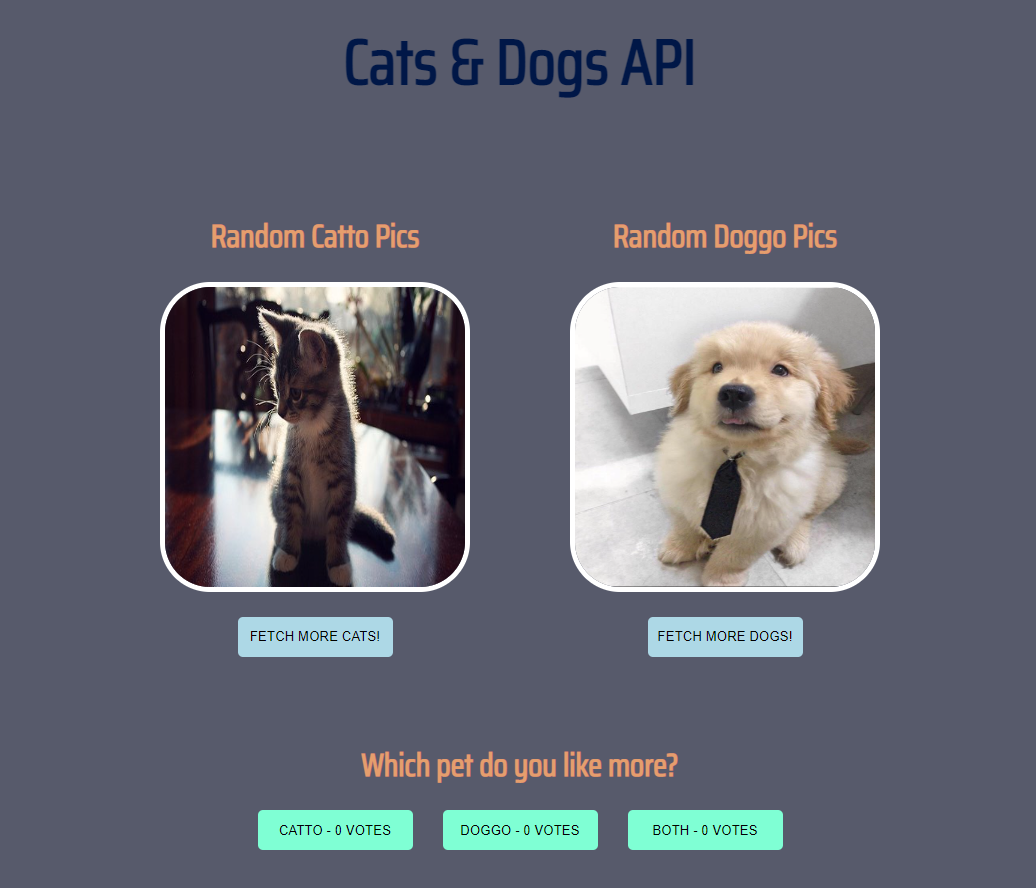 Cats & Dogs API
Random Catto Pics
Random Doggo Pics
FETCH MORE CATS!
FETCH MORE DOGS!
Which pet do you like more?
CATTO - 0 VOTES
DOGGO - 0 VOTES
BOTH - 0 VOTES